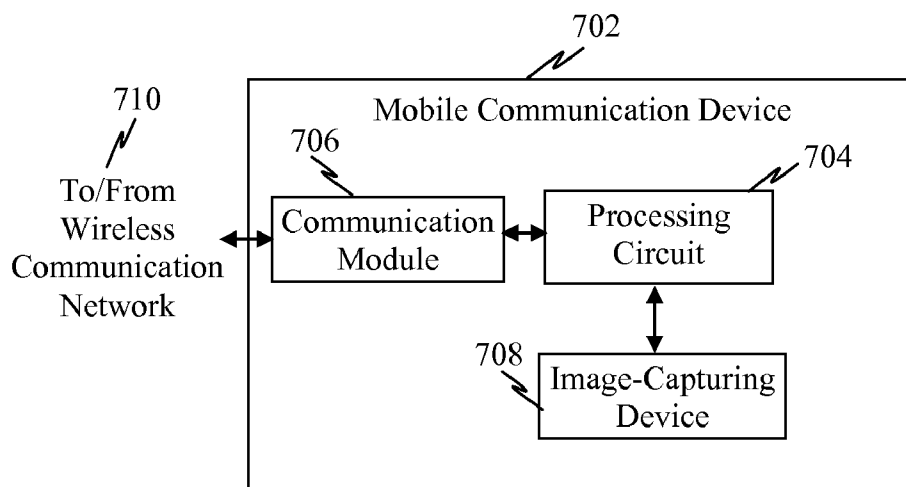 702
710
Mobile Communication Device
706
704
To/From
Wireless
Communication
Network
Communication
Module
Processing
Circuit
708
Image-Capturing
Device